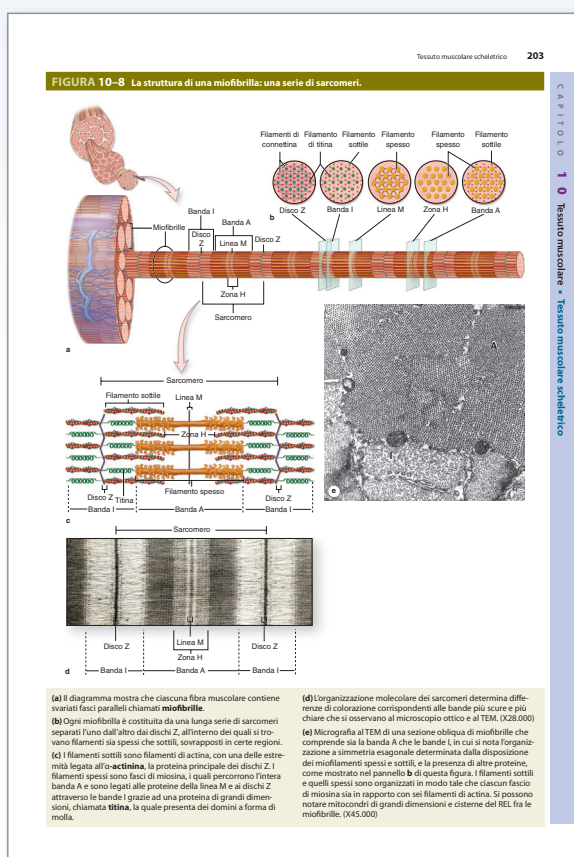 Tessuto muscolare scheletrico 203
FIGURA 10–8 La struttura di una miofibrilla: una serie di sarcomeri.
CAPITOLO 10 Tessuto muscolare • Tessuto muscolare scheletrico
Filamenti di
connettina
Filamento
di titina
Filamento
sottile
Filamento
spesso
Filamento
spesso
Filamento
sottile
b
Disco Z
Banda I
Linea M
Zona H
Banda A
Miofibrille
Banda I
Disco
Z
Banda A
Linea M
Disco Z
Zona H
Sarcomero
a
Sarcomero
Filamento sottile
Linea M
Zona H
Disco Z
Titina
Filamento spesso
Disco Z
Banda I
Banda A
Banda I
c
A
e
Sarcomero
Disco Z
Linea M
Zona H
Disco Z
Banda I
Banda A
Banda I
d
(a) Il diagramma mostra che ciascuna fibra muscolare contiene
svariati fasci paralleli chiamati miofibrille.
(b) Ogni miofibrilla è costituita da una lunga serie di sarcomeri
separati l'uno dall'altro dai dischi Z, all'interno dei quali si tro-
vano filamenti sia spessi che sottili, sovrapposti in certe regioni.
(c) I filamenti sottili sono filamenti di actina, con una delle estre-
mità legata all'α-actinina, la proteina principale dei dischi Z. I
filamenti spessi sono fasci di miosina, i quali percorrono l'intera
banda A e sono legati alle proteine della linea M e ai dischi Z
attraverso le bande I grazie ad una proteina di grandi dimen-
sioni, chiamata titina, la quale presenta dei domini a forma di
molla.
(d) L'organizzazione molecolare dei sarcomeri determina diffe-
renze di colorazione corrispondenti alle bande più scure e più
chiare che si osservano al microscopio ottico e al TEM. (X28.000)
(e) Micrografia al TEM di una sezione obliqua di miofibrille che
comprende sia la banda A che le bande I, in cui si nota l'organiz-
zazione a simmetria esagonale determinata dalla disposizione
dei miofilamenti spessi e sottili, e la presenza di altre proteine,
come mostrato nel pannello b di questa figura. I filamenti sottili
e quelli spessi sono organizzati in modo tale che ciascun fascio
di miosina sia in rapporto con sei filamenti di actina. Si possono
notare mitocondri di grandi dimensioni e cisterne del REL fra le
miofibrille. (X45.000)